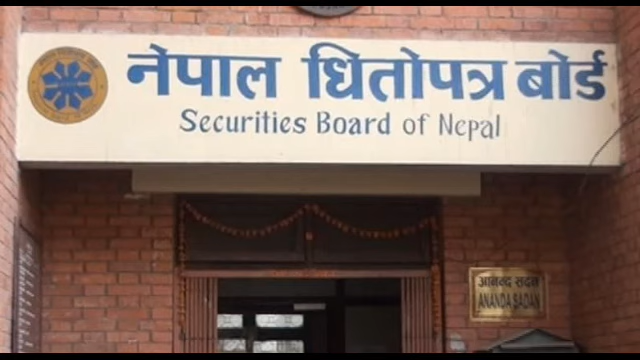 नेपाल धितोपत्र बोर्ड
Securities Board of Nepal
आनन्द सदन
ANANDA SADAN